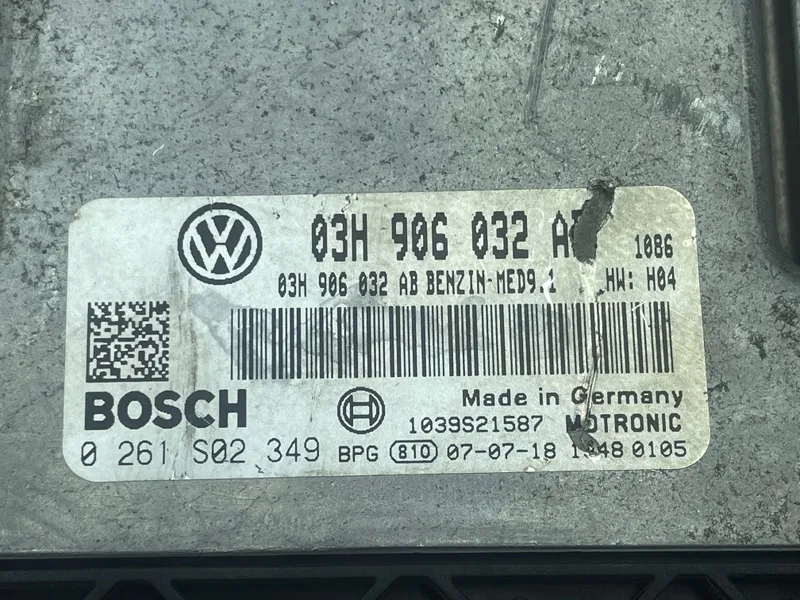 03H 906 032 1086
03H 906 032 AB BENZIN-MED9.1 HW: H04
BOSCH Made in Germany
1039S21587 MOTRONIC
0 261 S02 349 BPG 810 07-07-18 0105